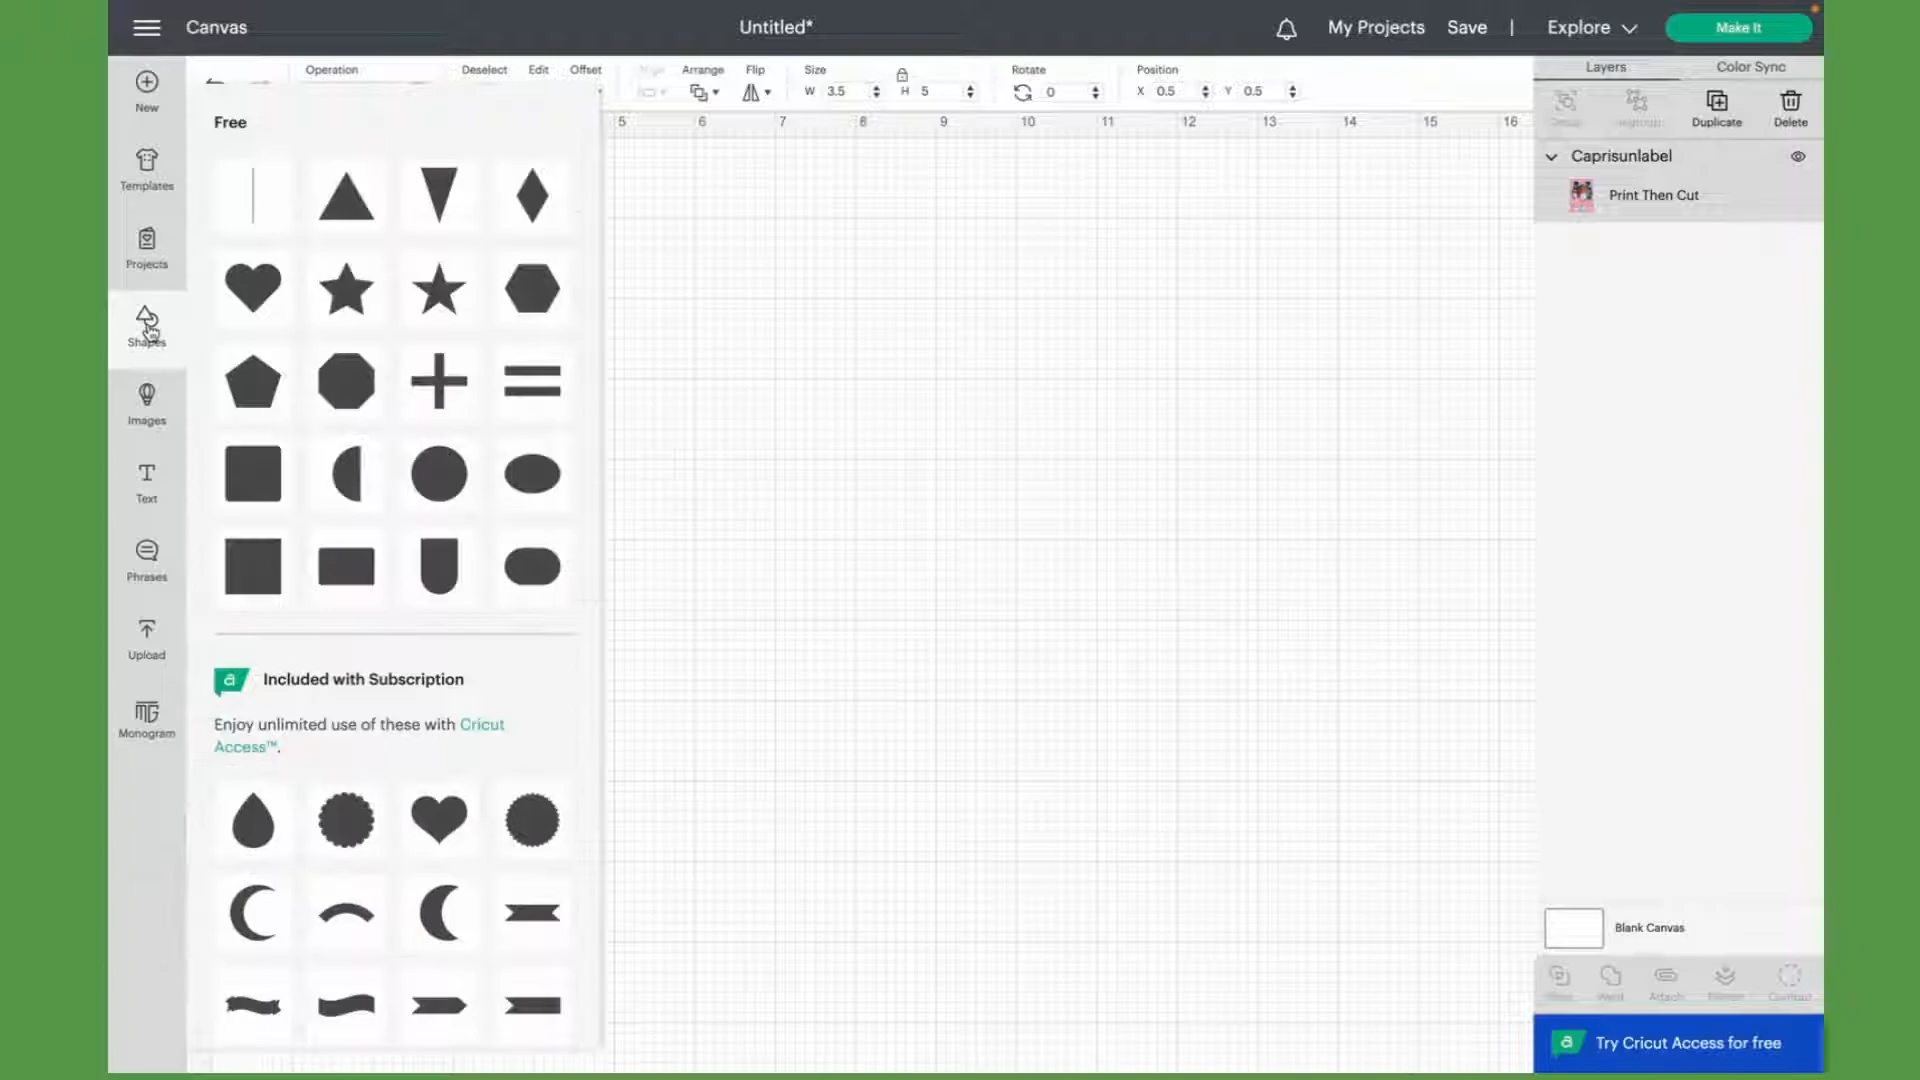 Canvas
Untitled*
My Projects
Save
|
Explore
Make It
New
Templates
Projects
Shapes
Images
Text
Phrases
Upload
Monogram
Operation
Deselect
Edit
Offset
Arrange
Flip
Size
W 3.5
H 5
Rotate
0
Position
X 0.5
Y 0.5
5 6 7 8 9 10 11 12 13 14 15 16
Free
a Included with Subscription
Enjoy unlimited use of these with Cricut
Access™.
Layers
Color Sync
Duplicate
Delete
Caprisunlabel
Print Then Cut
Blank Canvas
Weld
Attach
Flatten
Contour
a Try Cricut Access for free